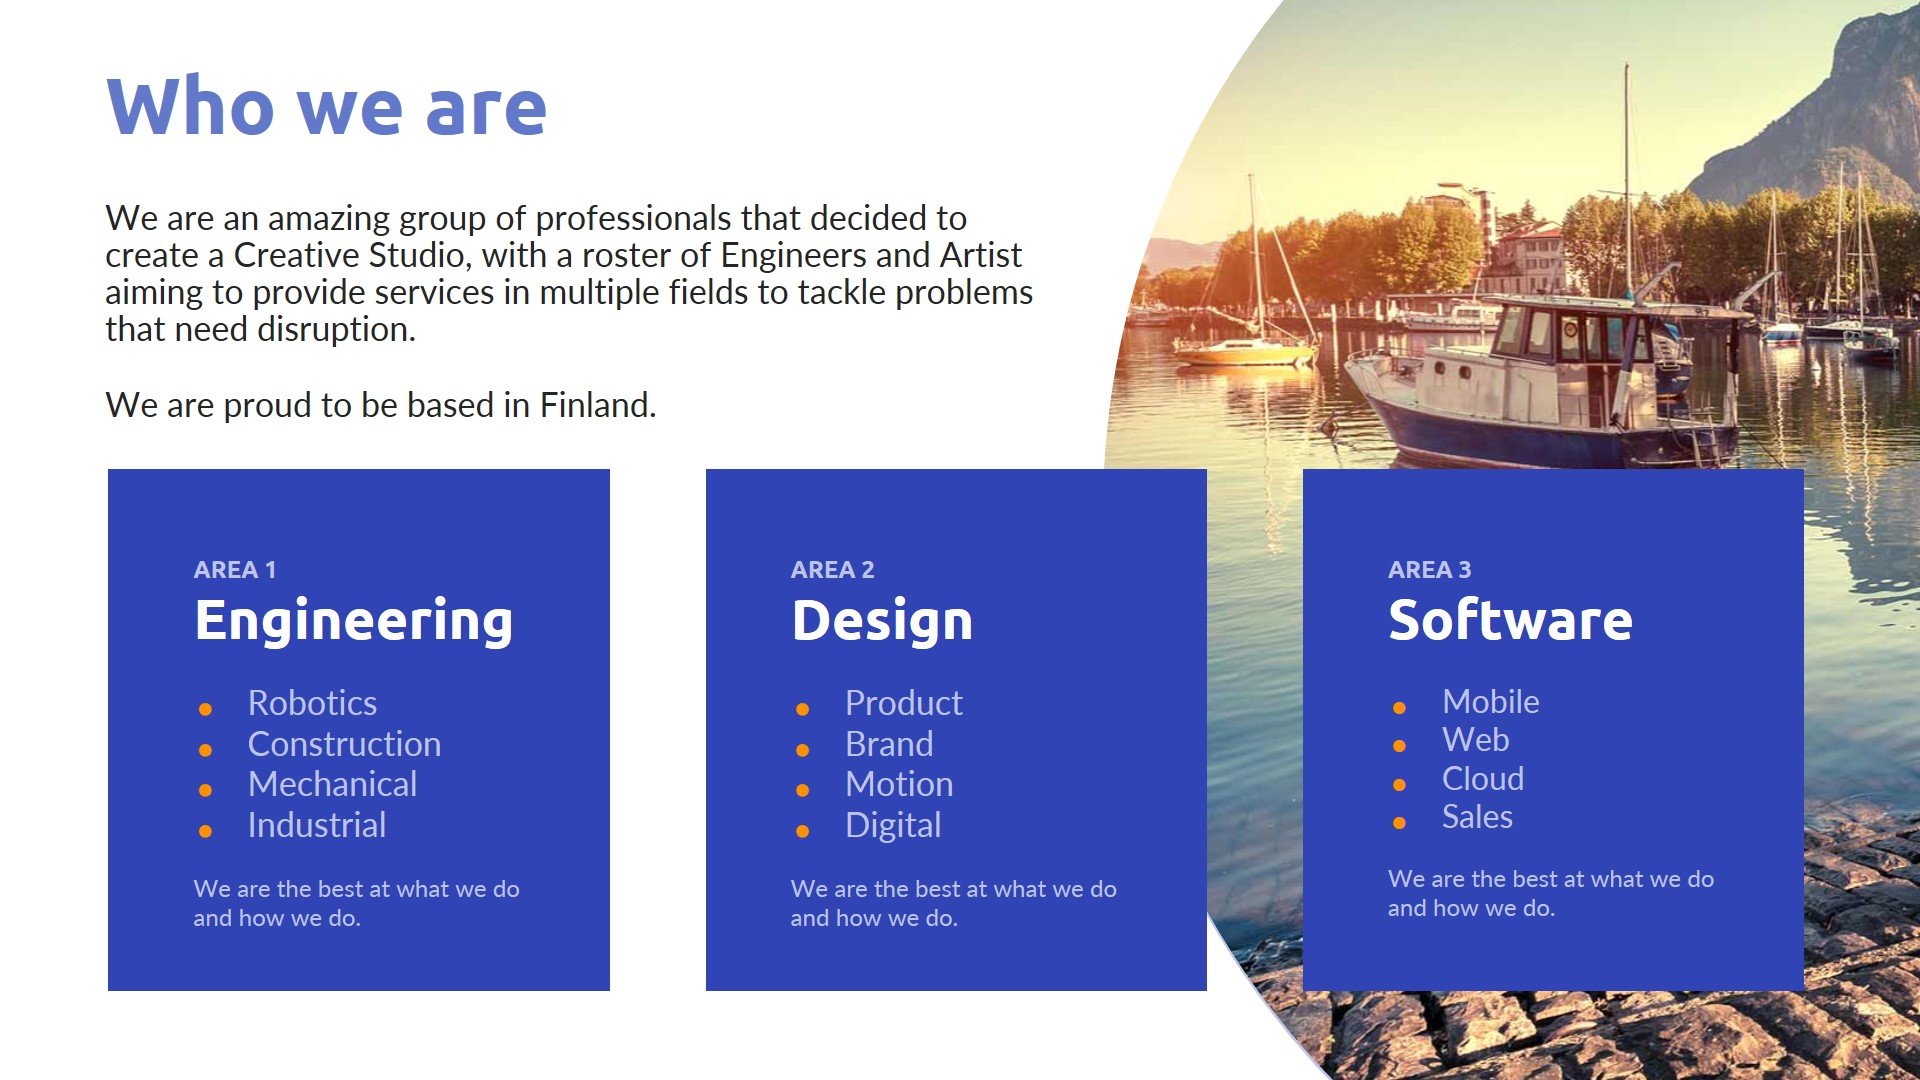 Who we are
We are an amazing group of professionals that decided to
create a Creative Studio, with a roster of Engineers and Artist
aiming to provide services in multiple fields to tackle problems
that need disruption.
We are proud to be based in Finland.
AREA 1
Engineering
Robotics
Construction
Mechanical
Industrial
We are the best at what we do
and how we do.
AREA 2
Design
Product
Brand
Motion
Digital
We are the best at what we do
and how we do.
AREA 3
Software
Mobile
Web
Cloud
Sales
We are the best at what we do
and how we do.